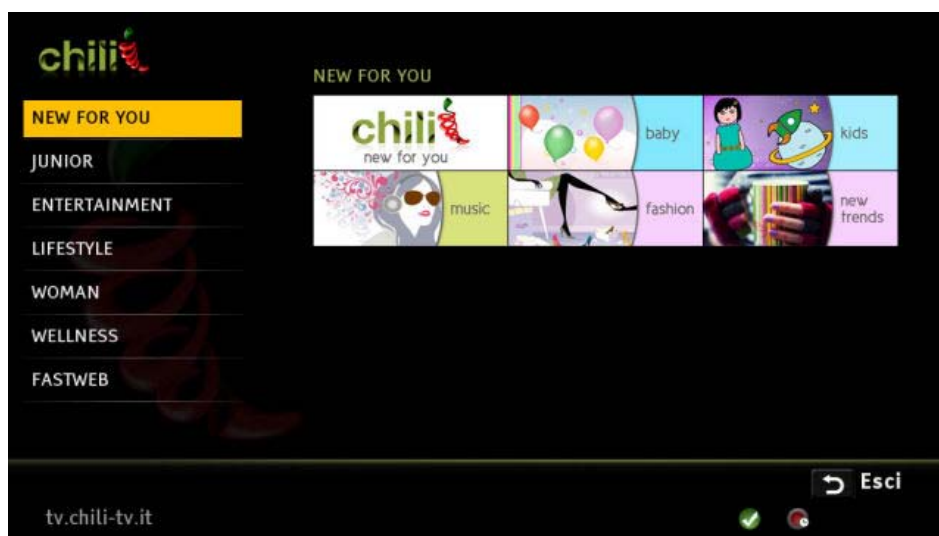 chili
NEW FOR YOU
JUNIOR
ENTERTAINMENT
LIFESTYLE
WOMAN
WELLNESS
FASTWEB
NEW FOR YOU
chili
new for you
baby
kids
music
fashion
new
trends
Esci
tv.chili-tv.it